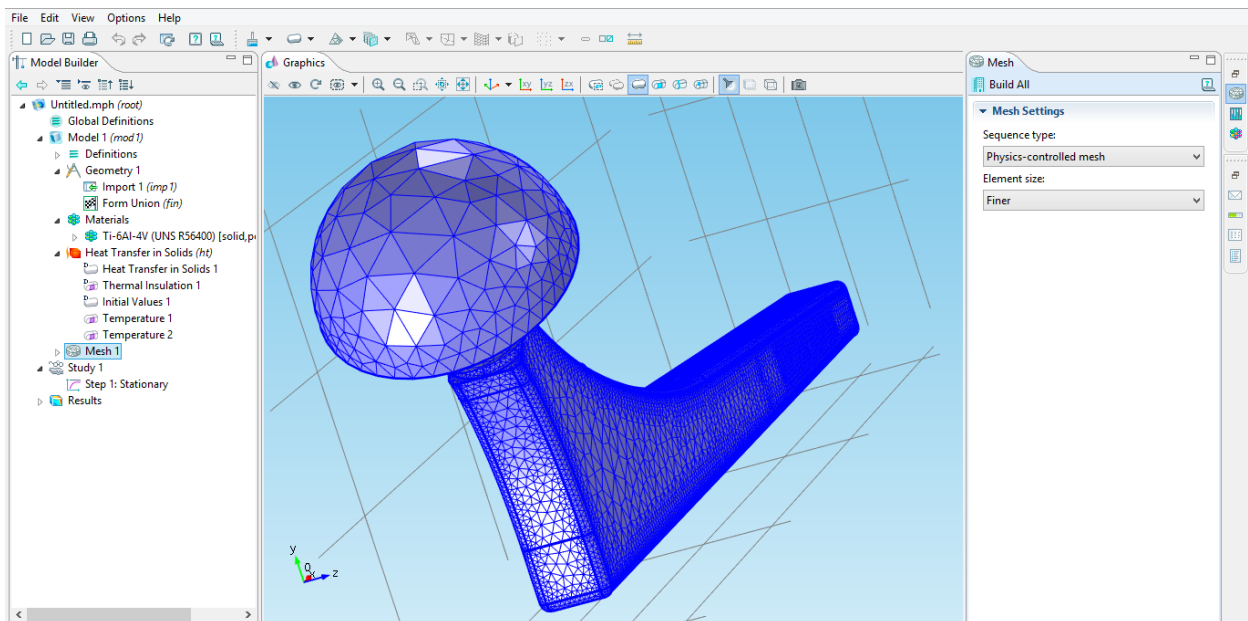 File Edit View Options Help
Model Builder
Untitled.mph (root)
Global Definitions
Model 1 (mod1)
Definitions
Geometry 1
Import 1 (imp1)
Form Union (fin)
Materials
Ti-6Al-4V (UNS R56400) [solid,p
Heat Transfer in Solids (ht)
Heat Transfer in Solids 1
Thermal Insulation 1
Initial Values 1
Temperature 1
Temperature 2
Mesh 1
Study 1
Step 1: Stationary
Results
Graphics
xy yz zx
y
x
z
Mesh
Build All
Mesh Settings
Sequence type:
Physics-controlled mesh
Element size:
Finer